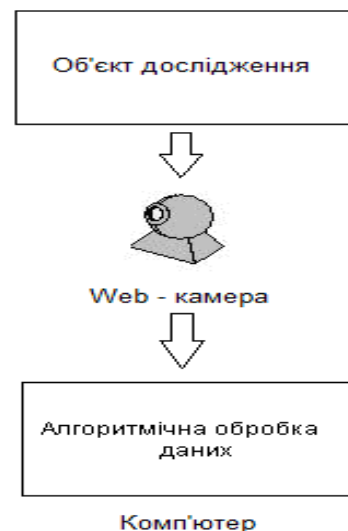 Об'єкт дослідження
Web - камера
Алгоритмічна обробка
даних
Комп'ютер